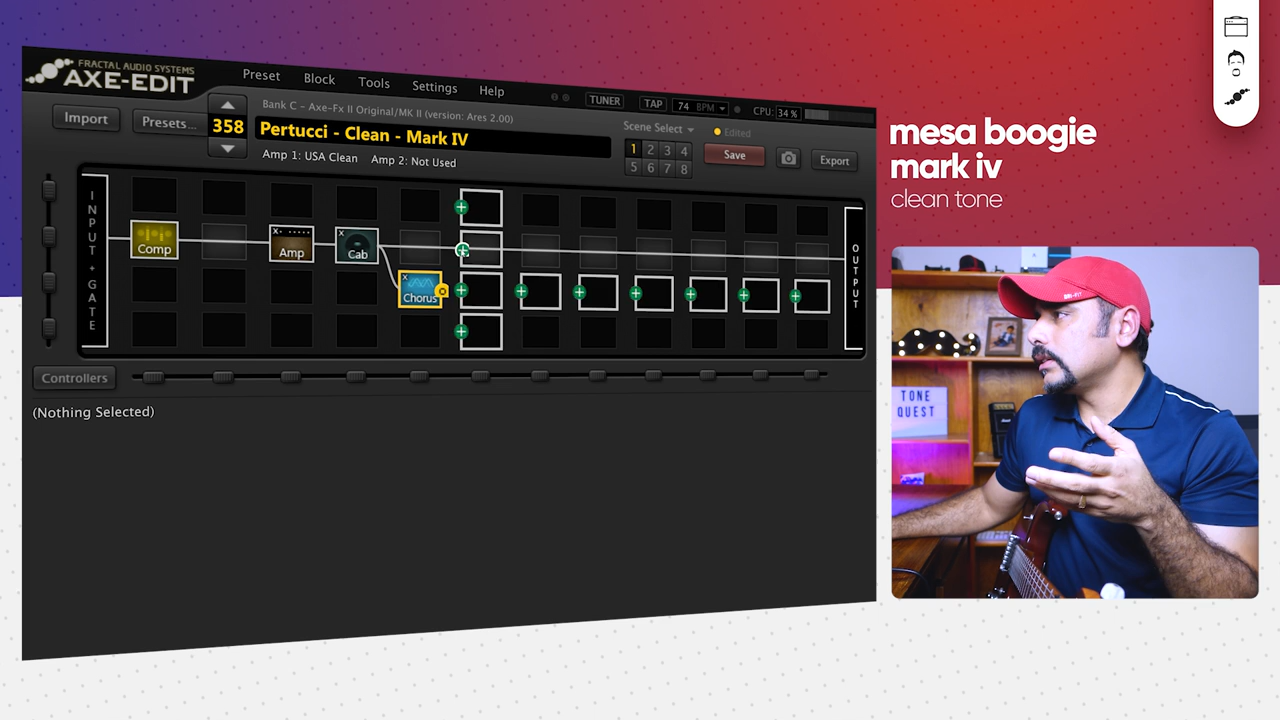 FRACTAL AUDIO SYSTEMS
AXE-EDIT
Preset
Block
Tools
Settings
Help
TUNER
TAP
74 BPM
CPU: 34 %
Import
Presets...
358
Bank C - Axe-Fx II Original/MK II (version: Ares 2.00)
Pertucci - Clean - Mark IV
Amp 1: USA Clean Amp 2: Not Used
Scene Select
Edited
1 2 3 4
5 6 7 8
Save
Export
INPUT + GATE
Comp
X
Amp
X
Cab
X
Chorus
OUTPUT
Controllers
(Nothing Selected)
mesa boogie
mark iv
clean tone
TONE
QUEST